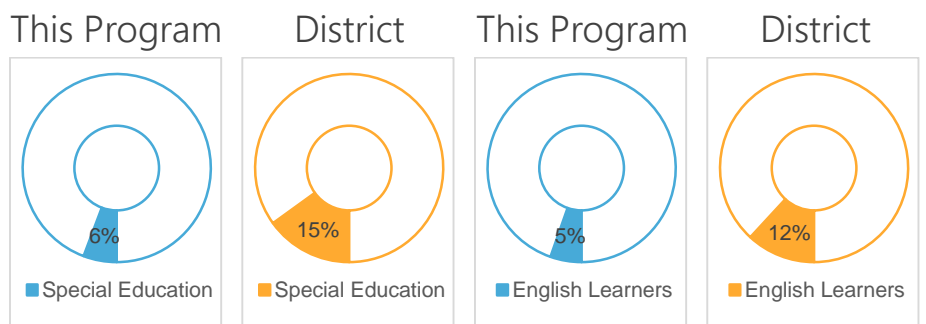 This Program
6%
Special Education
District
15%
Special Education
This Program
5%
English Learners
District
12%
English Learners